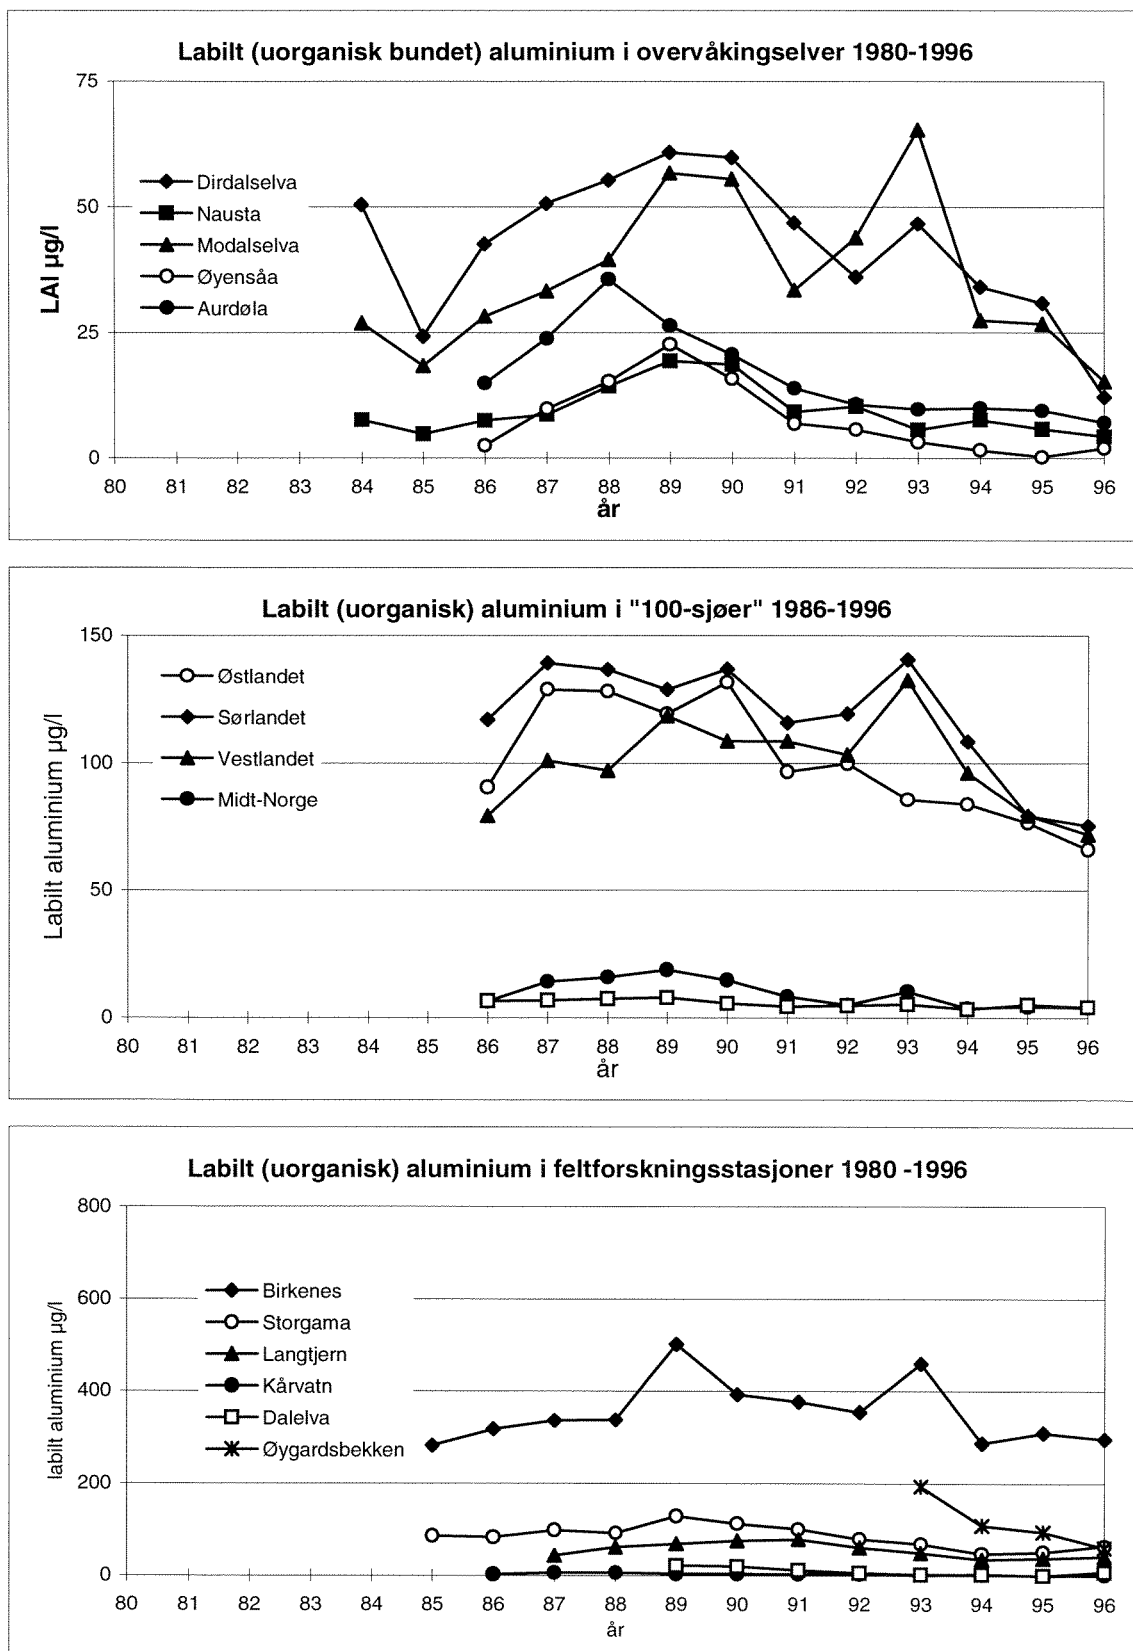 Labilt (uorganisk bundet) aluminium i overvåkingselver 1980-1996
75
50
25
0
LAl µg/l
Dirdalselva
Nausta
Modalselva
Øyensåa
Aurdøla
80 81 82 83 84 85 86 87 88 89 90 91 92 93 94 95 96
år
Labilt (uorganisk) aluminium i "100-sjøer" 1986-1996
150
100
50
0
Labilt aluminium µg/l
Østlandet
Sørlandet
Vestlandet
Midt-Norge
80 81 82 83 84 85 86 87 88 89 90 91 92 93 94 95 96
år
Labilt (uorganisk) aluminium i feltforskningsstasjoner 1980 -1996
800
600
400
200
0
labilt aluminium µg/l
Birkenes
Storgama
Langtjern
Kårvatn
Dalelva
Øygardsbekken
80 81 82 83 84 85 86 87 88 89 90 91 92 93 94 95 96
år